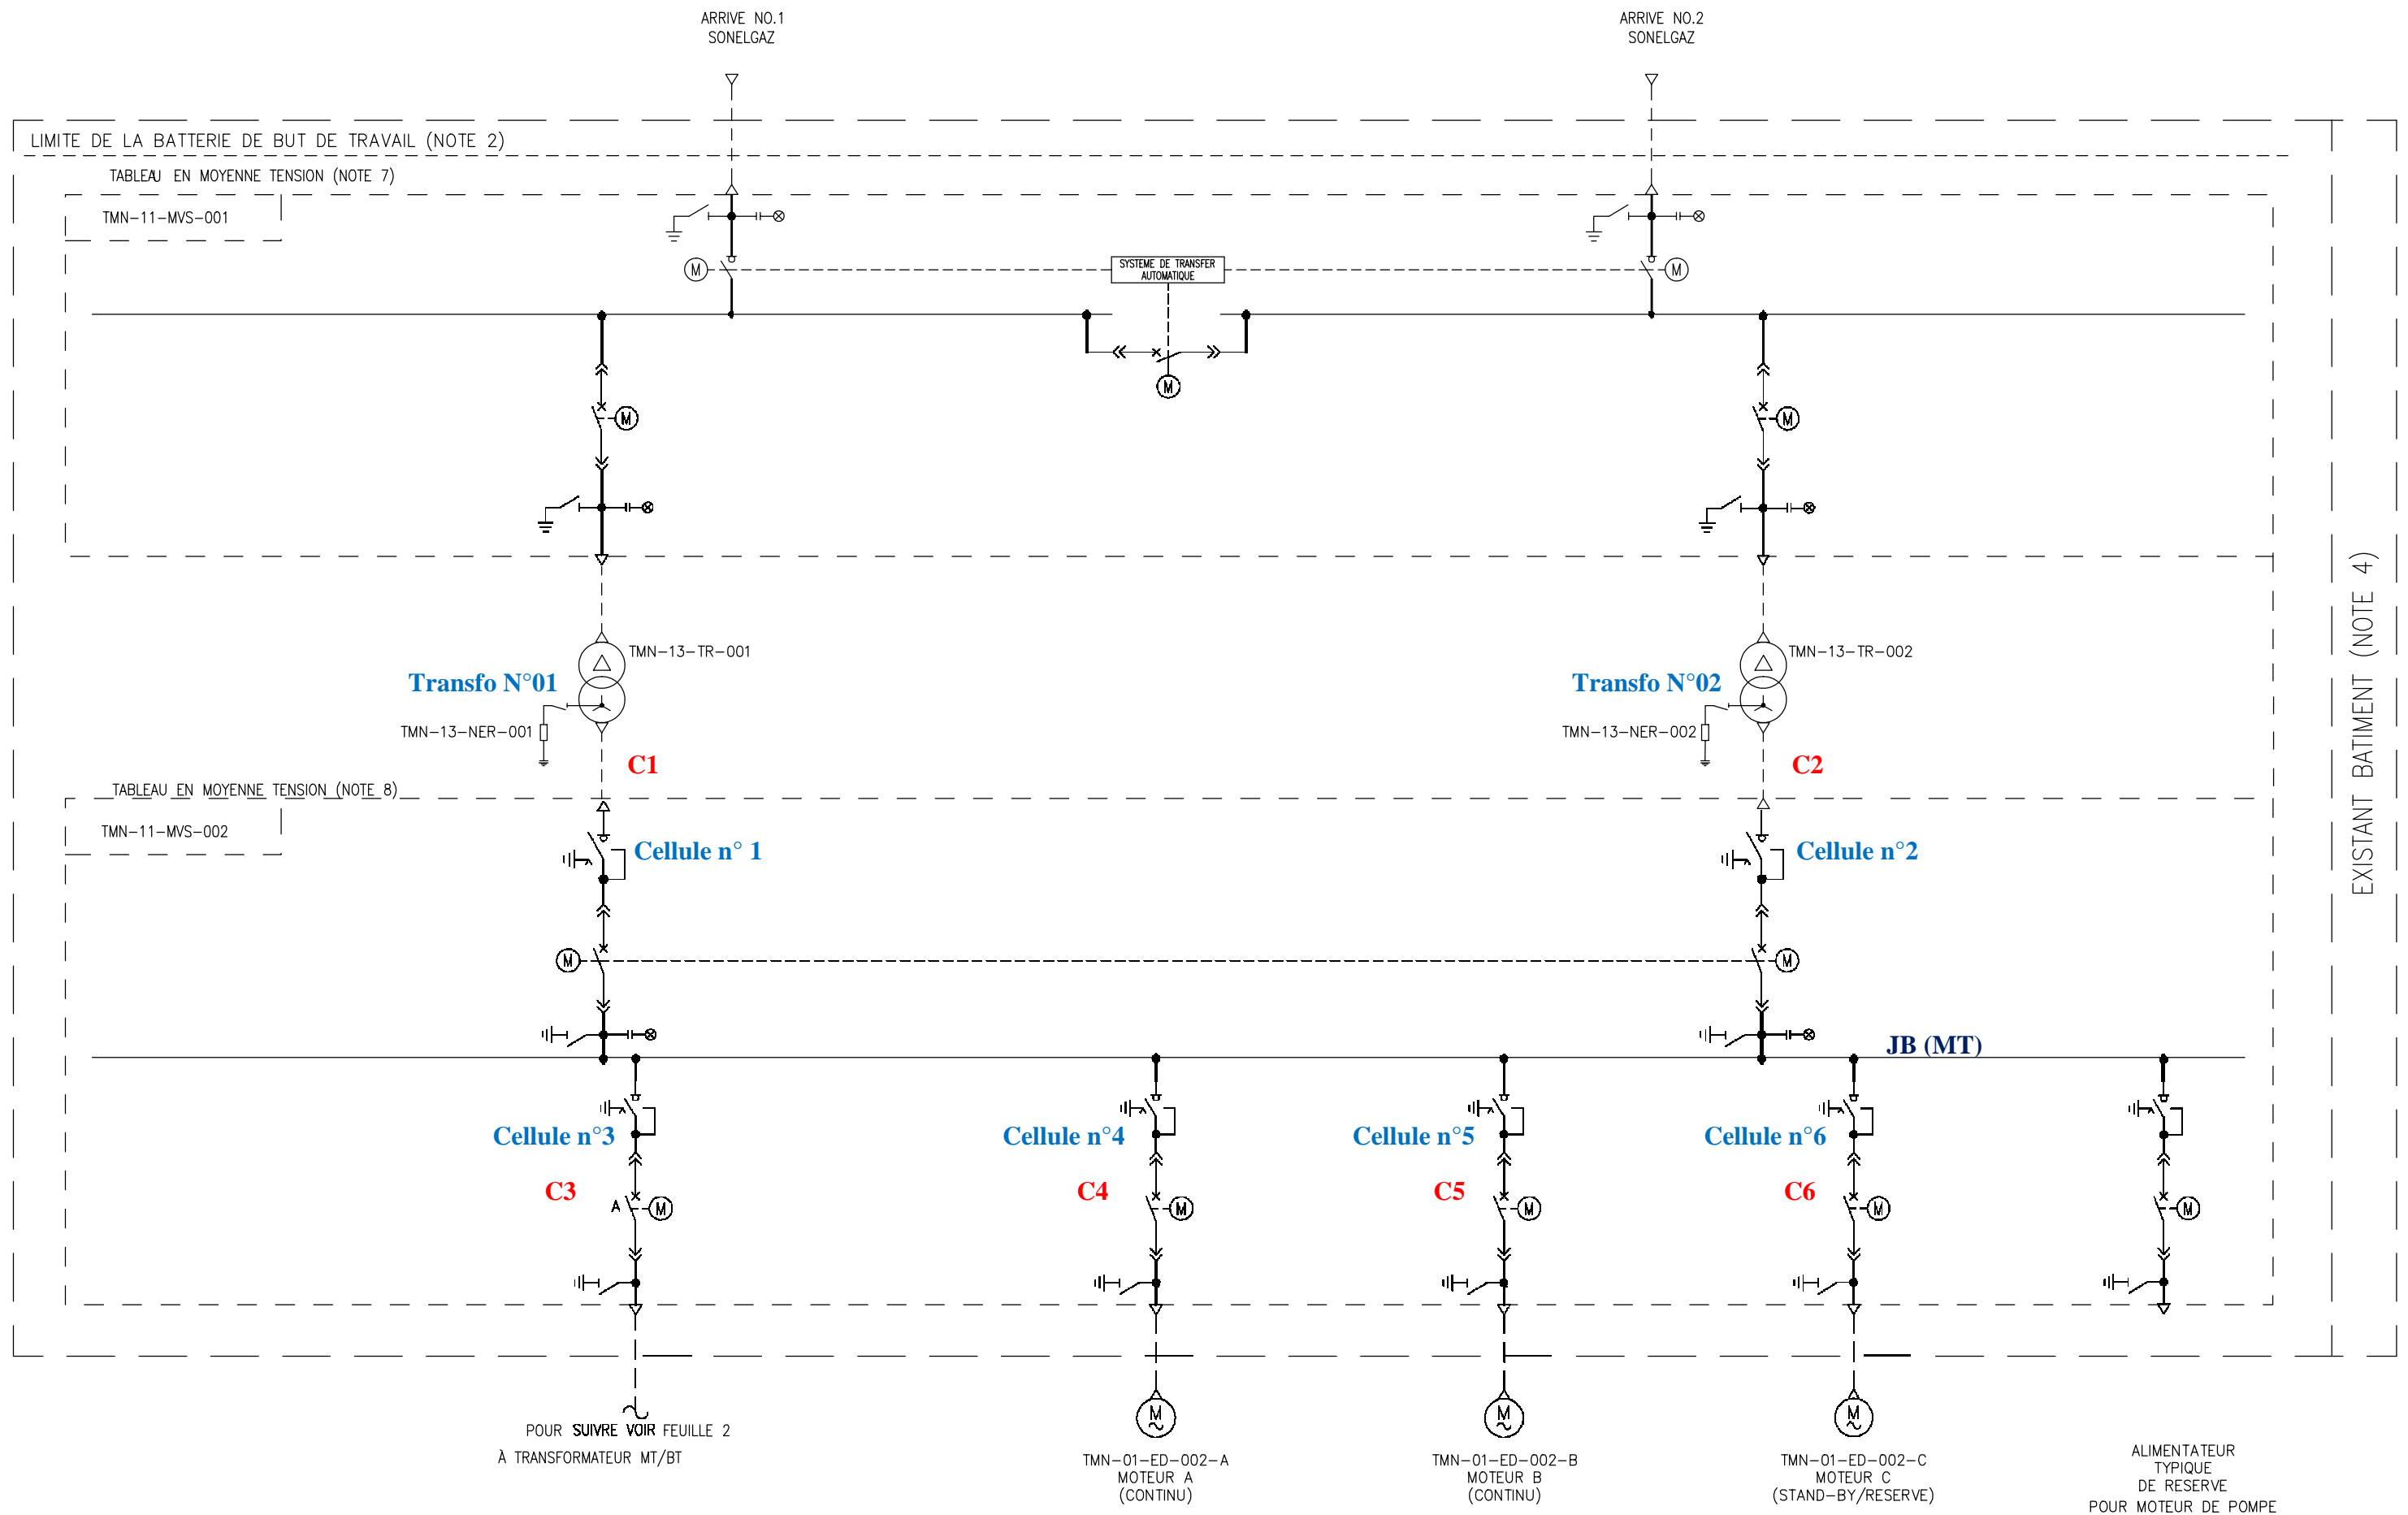 ARRIVE NO.1
SONELGAZ
ARRIVE NO.2
SONELGAZ
LIMITE DE LA BATTERIE DE BUT DE TRAVAIL (NOTE 2)
TABLEAU EN MOYENNE TENSION (NOTE 7)
TMN-11-MVS-001
M
SYSTEME DE TRANSFER
AUTOMATIQUE
M
M
M
M
EXISTANT BATIMENT (NOTE 4)
TMN-13-TR-001
Transfo N°01
TMN-13-NER-001
C1
TMN-13-TR-002
Transfo N°02
TMN-13-NER-002
C2
TABLEAU EN MOYENNE TENSION (NOTE 8)
TMN-11-MVS-002
Cellule n° 1
Cellule n°2
M
M
JB (MT)
Cellule n°3
Cellule n°4
Cellule n°5
Cellule n°6
C3
C4
C5
C6
A
M
M
M
M
M
POUR SUIVRE VOIR FEUILLE 2
À TRANSFORMATEUR MT/BT
M
TMN-01-ED-002-A
MOTEUR A
(CONTINU)
M
TMN-01-ED-002-B
MOTEUR B
(CONTINU)
M
TMN-01-ED-002-C
MOTEUR C
(STAND-BY/RESERVE)
ALIMENTATEUR
TYPIQUE
DE RESERVE
POUR MOTEUR DE POMPE